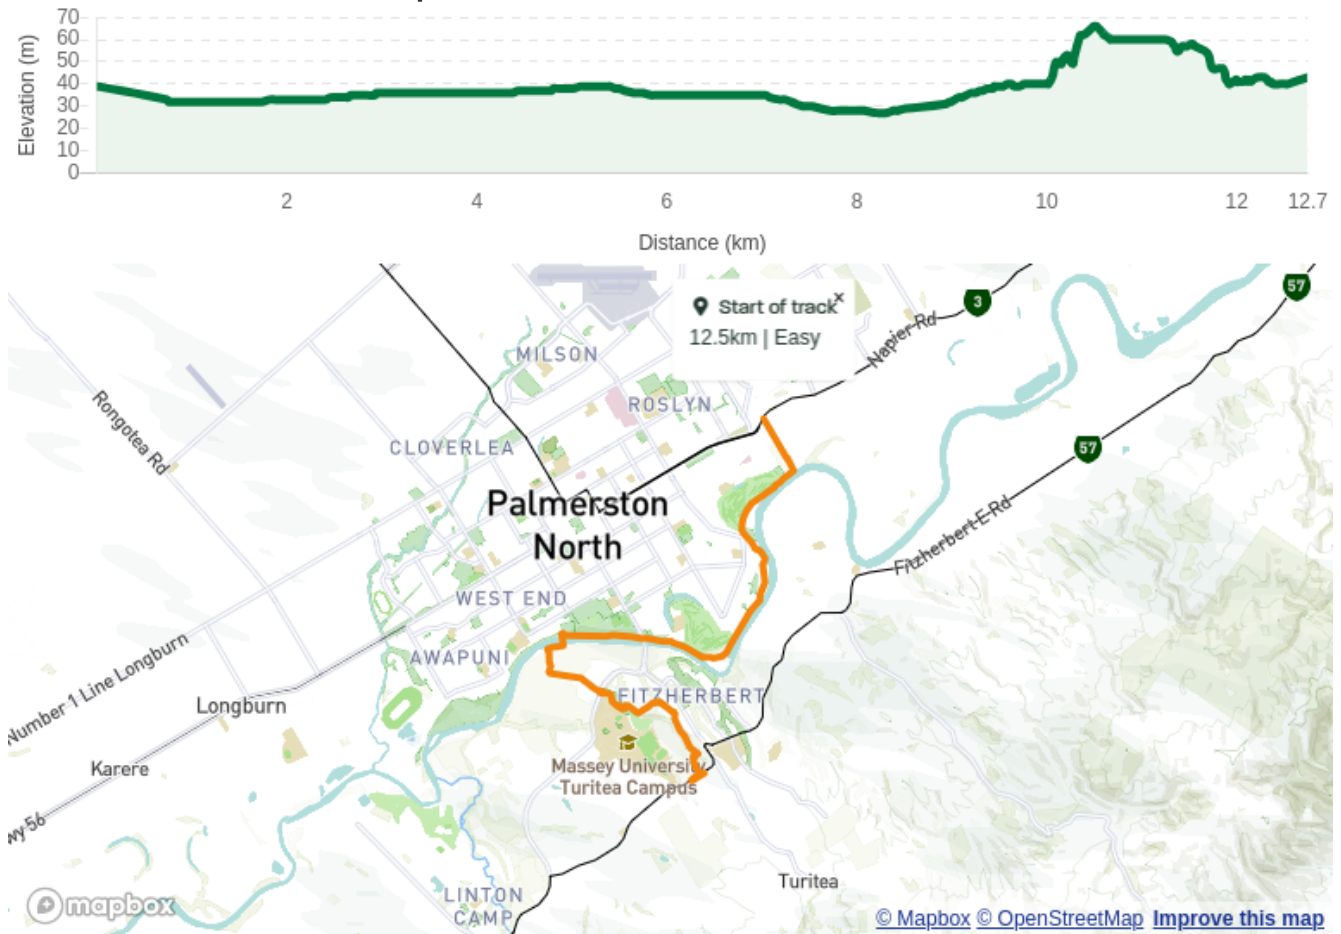 70
60
50
40
30
20
10
0
Elevation (m)
2
4
6
8
10
12
12.7
Distance (km)
Start of track
×
12.5km | Easy
3
57
Napier Rd
MILSON
ROSLYN
Rongotea Rd
CLOVERLEA
57
Palmerston
North
Fitzherbert E Rd
WEST END
AWAPUNI
Number 1 Line Longburn
FITZHERBERT
Longburn
Karere
Massey University
Turitea Campus
wy 56
Turitea
LINTON
CAMP
mapbox
© Mapbox © OpenStreetMap Improve this map